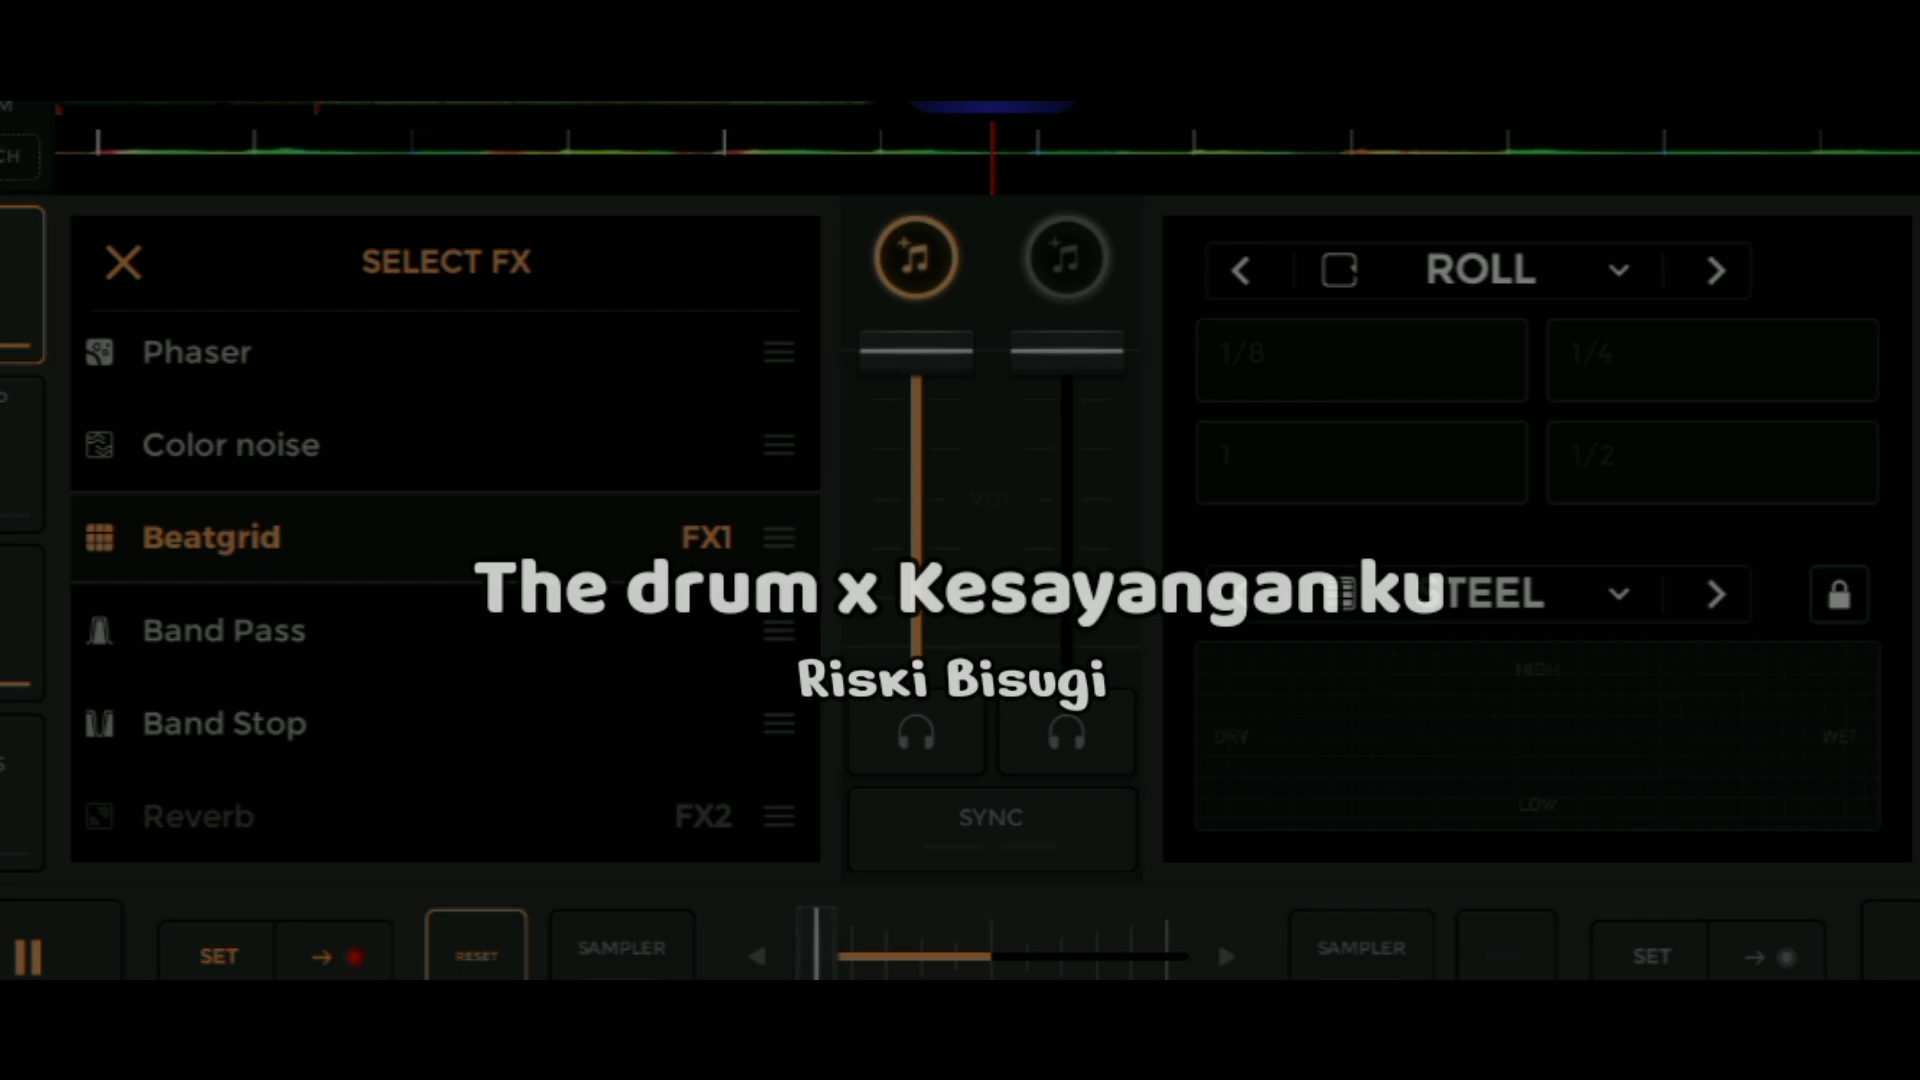 M
CH
SELECT FX
ROLL
Phaser
1/8
1/4
Color noise
1
1/2
VOL
Beatgrid FX1
The drum x Kesayangan ku
TEEL
Band Pass
Riski Bisugi
HIGH
Band Stop
DRY
WET
Reverb FX2
LOW
SYNC
SET
RESET
SAMPLER
SAMPLER
SET